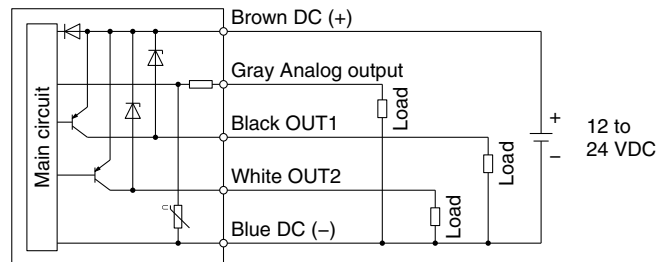 Brown DC (+)
Gray Analog output
Main circuit
Load
Black OUT1
+
12 to
−
24 VDC
Load
White OUT2
Load
Blue DC (−)